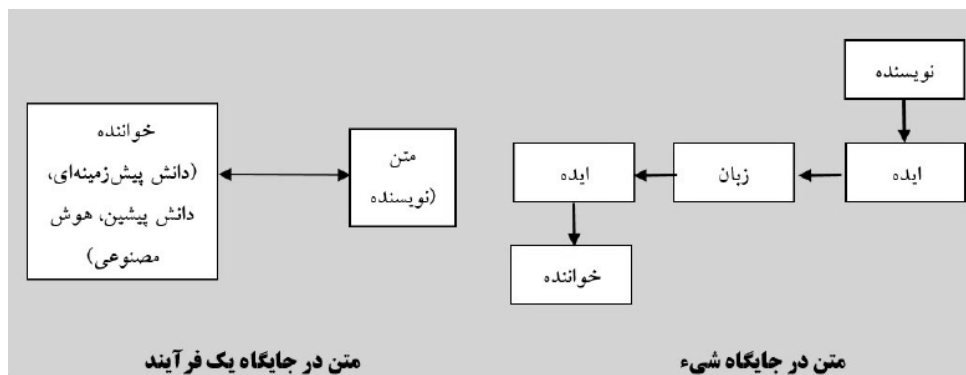 نویسنده
ایده
زبان
ایده
خواننده
متن در جایگاه شیء
متن
(نویسنده
خواننده
(دانش پیش‌زمینه‌ای،
دانش پیشین، هوش
مصنوعی)
متن در جایگاه یک فرآیند